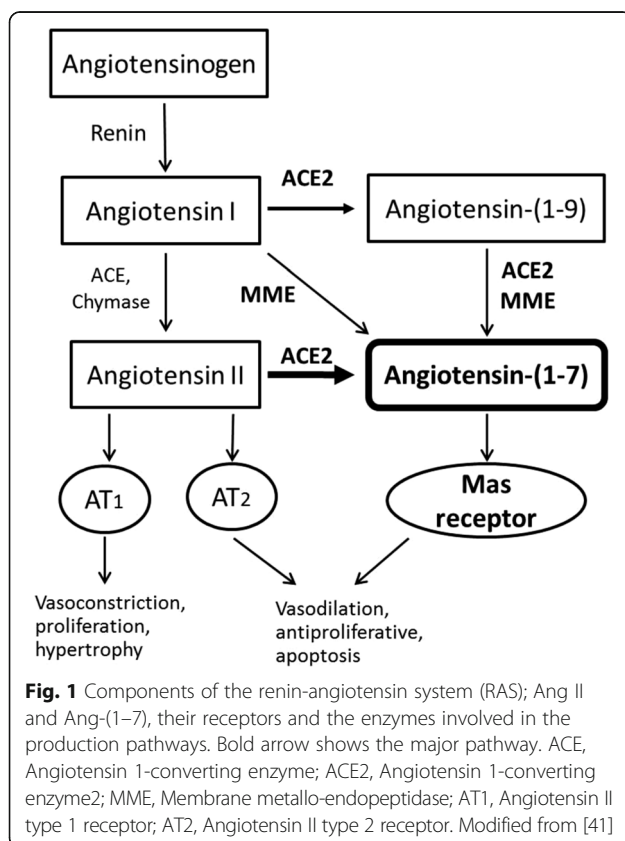 Angiotensinogen
Renin
ACE2
Angiotensin I
Angiotensin-(1-9)
ACE,
Chymase
MME
ACE2
MME
ACE2
Angiotensin II
Angiotensin-(1-7)
AT1
AT2
Mas
receptor
Vasoconstriction,
proliferation,
hypertrophy
Vasodilation,
antiproliferative,
apoptosis
Fig. 1 Components of the renin-angiotensin system (RAS); Ang II
and Ang-(1–7), their receptors and the enzymes involved in the
production pathways. Bold arrow shows the major pathway. ACE,
Angiotensin 1-converting enzyme; ACE2, Angiotensin 1-converting
enzyme2; MME, Membrane metallo-endopeptidase; AT1, Angiotensin II
type 1 receptor; AT2, Angiotensin II type 2 receptor. Modified from [41]